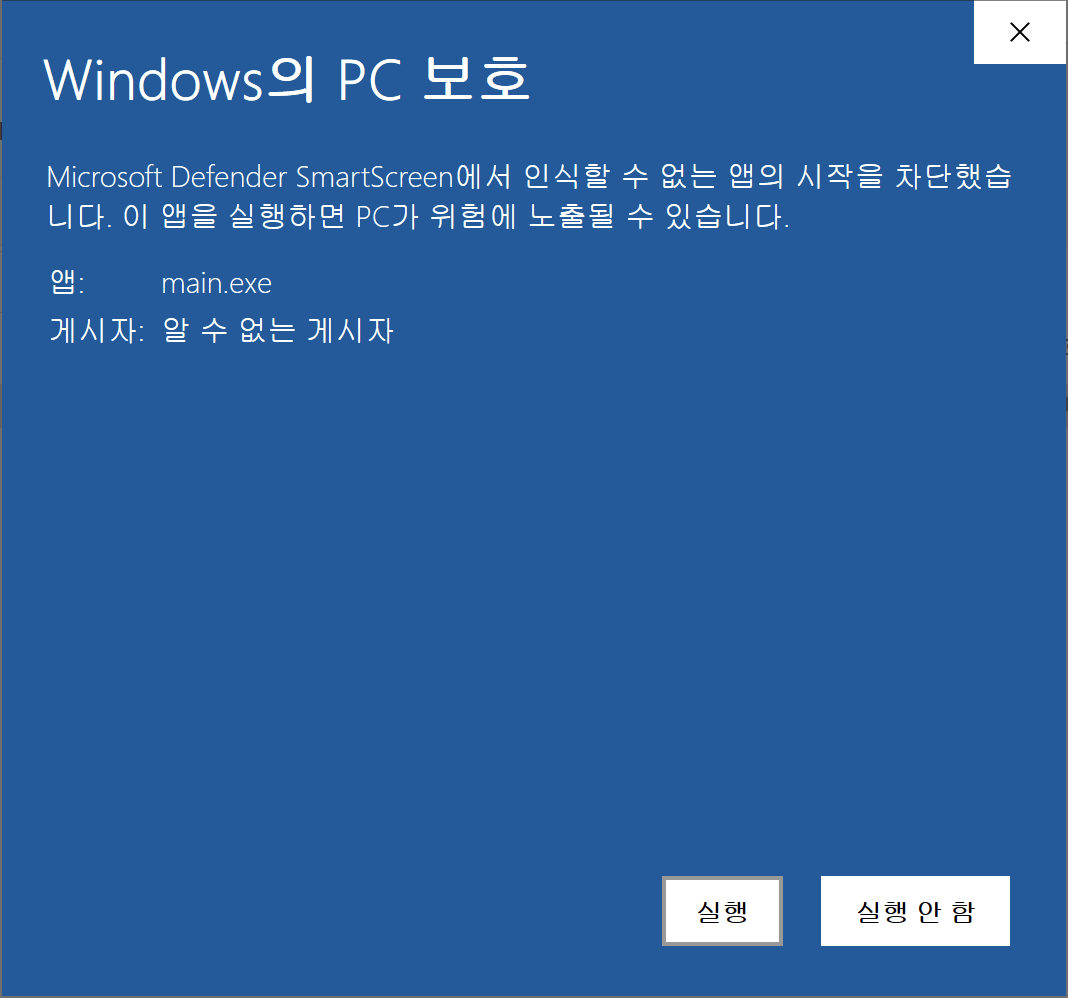 Windows의 PC 보호
Microsoft Defender SmartScreen에서 인식할 수 없는 앱의 시작을 차단했습
니다. 이 앱을 실행하면 PC가 위험에 노출될 수 있습니다.
앱: main.exe
게시자: 알 수 없는 게시자
실행 실행 안 함